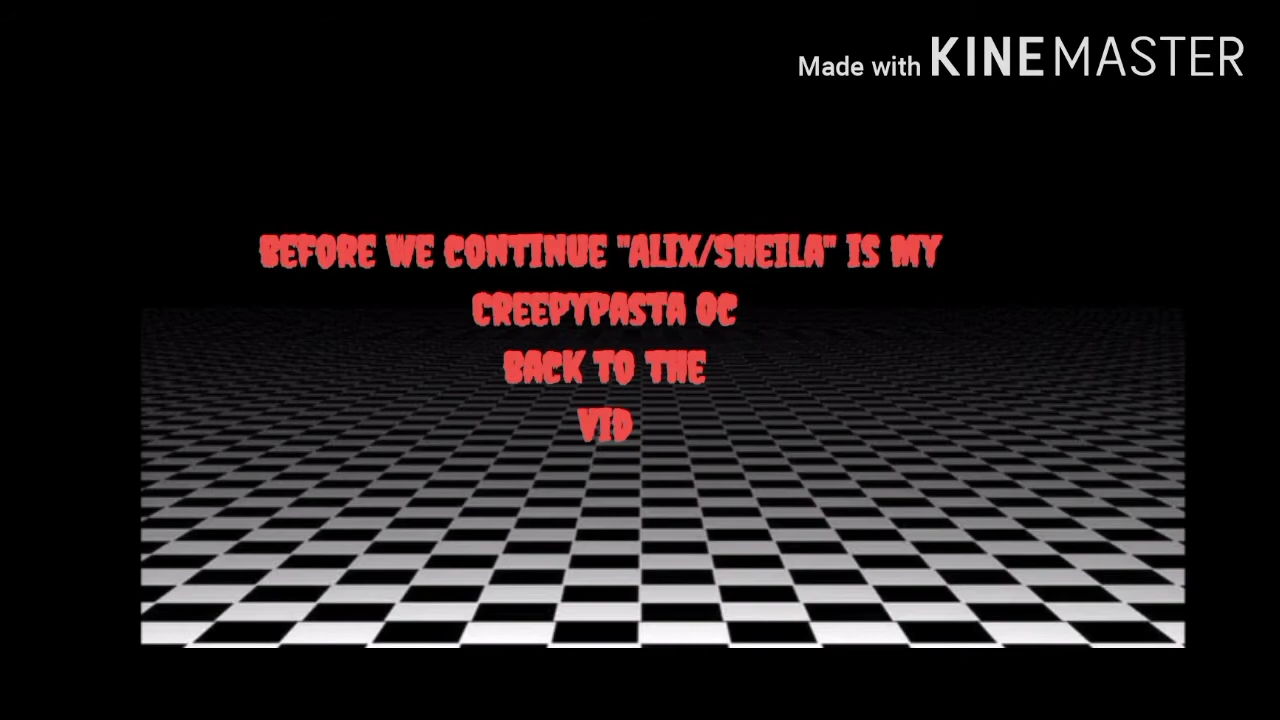 Made with KINEMASTER
BEFORE WE CONTINUE "ALIX/SHEILA" IS MY
CREEPYPASTA OC
BACK TO THE
VID